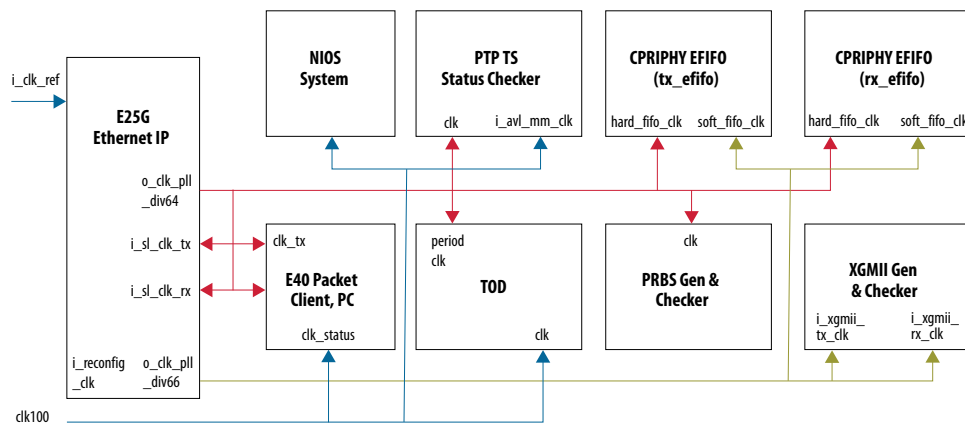 i_clk_ref
E25G
Ethernet IP
o_clk_pll
_div64
i_sl_clk_tx
i_sl_clk_rx
i_reconfig
_clk
o_clk_pll
_div66
clk100
NIOS
System
PTP TS
Status Checker
clk
i_avl_mm_clk
CPRIPHY EFIFO
(tx_efifo)
hard_fifo_clk
soft_fifo_clk
CPRIPHY EFIFO
(rx_efifo)
hard_fifo_clk
soft_fifo_clk
clk_tx
E40 Packet
Client, PC
clk_status
period
clk
TOD
clk
clk
PRBS Gen &
Checker
XGMII Gen
& Checker
i_xgmii_
tx_clk
i_xgmii_
rx_clk